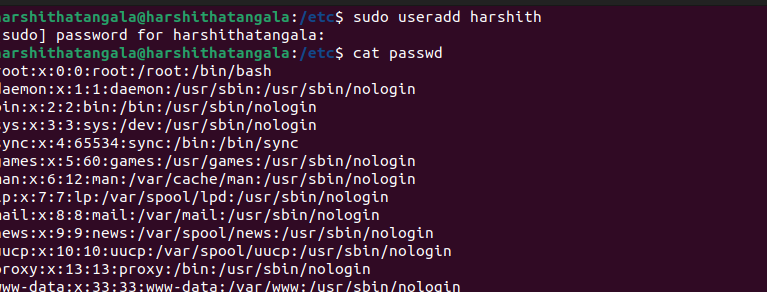 harshithatangala@harshithatangala:/etc$ sudo useradd harshith
sudo] password for harshithatangala:
harshithatangala@harshithatangala:/etc$ cat passwd
root:x:0:0:root:/root:/bin/bash
daemon:x:1:1:daemon:/usr/sbin:/usr/sbin/nologin
bin:x:2:2:bin:/bin:/usr/sbin/nologin
sys:x:3:3:sys:/dev:/usr/sbin/nologin
sync:x:4:65534:sync:/bin:/bin/sync
games:x:5:60:games:/usr/games:/usr/sbin/nologin
man:x:6:12:man:/var/cache/man:/usr/sbin/nologin
lp:x:7:7:lp:/var/spool/lpd:/usr/sbin/nologin
mail:x:8:8:mail:/var/mail:/usr/sbin/nologin
news:x:9:9:news:/var/spool/news:/usr/sbin/nologin
uucp:x:10:10:uucp:/var/spool/uucp:/usr/sbin/nologin
proxy:x:13:13:proxy:/bin:/usr/sbin/nologin
www-data:x:33:33:www-data:/var/www:/usr/sbin/nologin